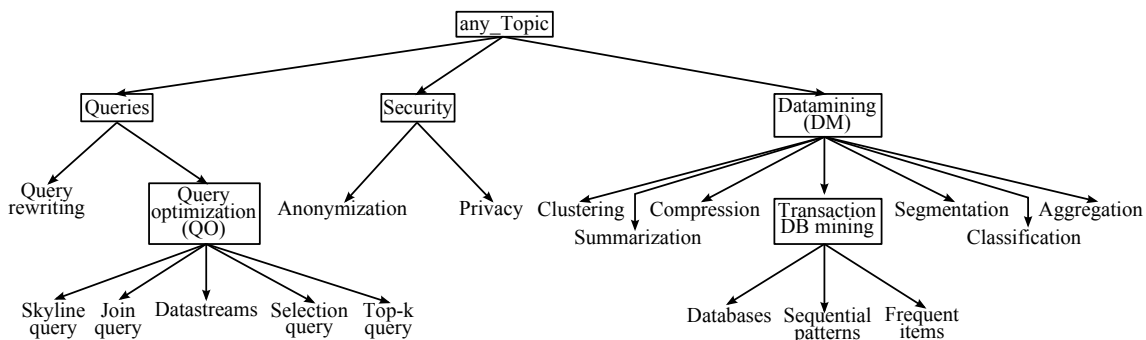 any_Topic
Queries
Security
Datamining
(DM)
Query
rewriting
Query
optimization
(QO)
Anonymization
Privacy
Clustering
Summarization
Compression
Transaction
DB mining
Segmentation
Classification
Aggregation
Skyline
query
Join
query
Datastreams
Selection
query
Top-k
query
Databases
Sequential
patterns
Frequent
items